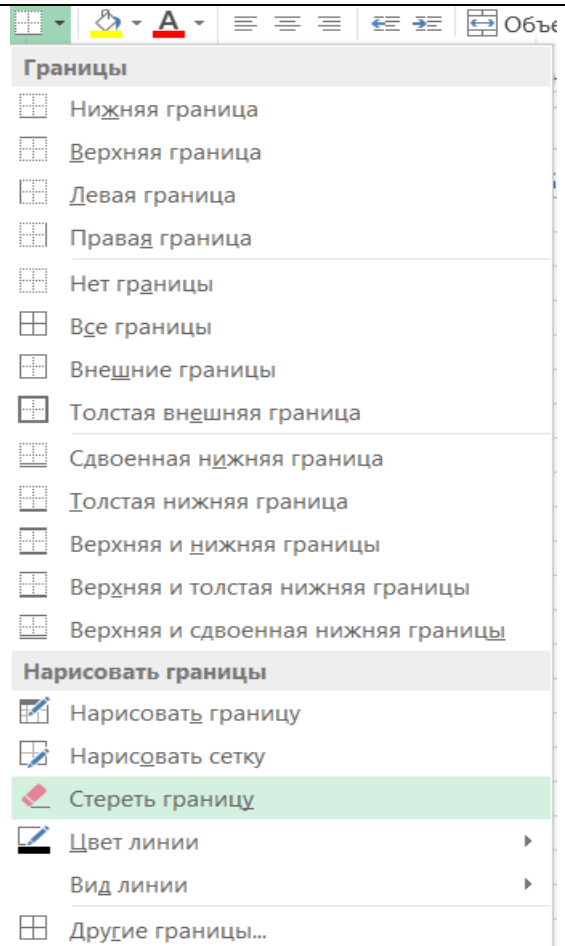 А Объе
Границы
Нижняя граница
Верхняя граница
Левая граница
Правая граница
Нет границы
Все границы
Внешние границы
Толстая внешняя граница
Сдвоенная нижняя граница
Толстая нижняя граница
Верхняя и нижняя границы
Верхняя и толстая нижняя границы
Верхняя и сдвоенная нижняя границы
Нарисовать границы
Нарисовать границу
Нарисовать сетку
Стереть границу
Цвет линии
Вид линии
Другие границы...